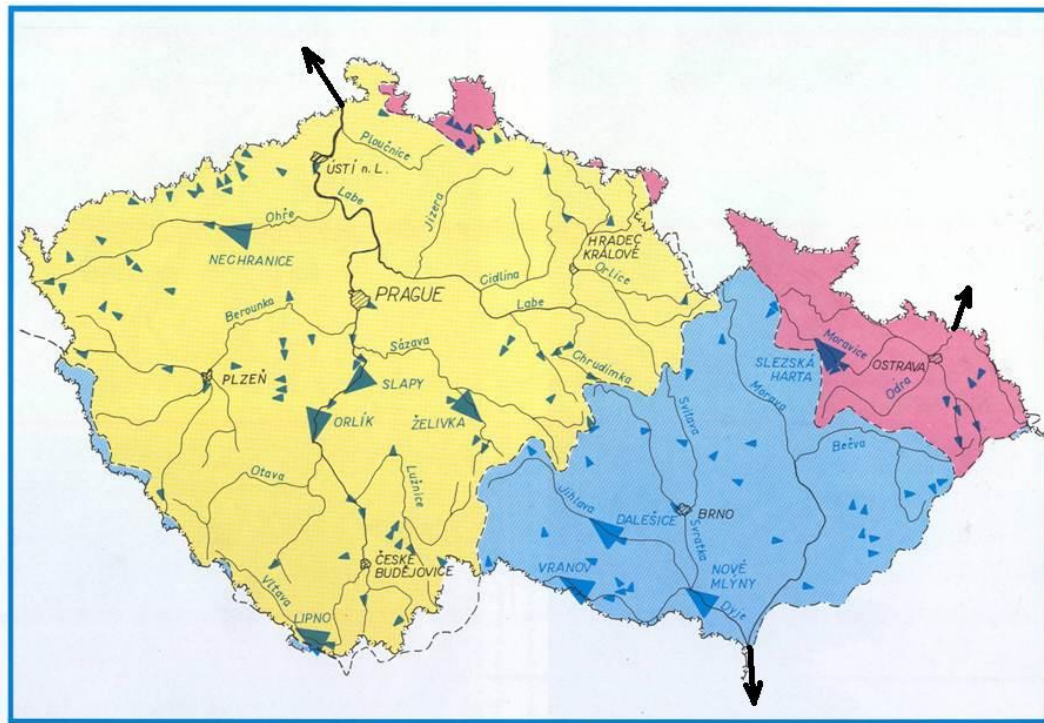 Ploučnice
ÚSTÍ n.L.
Labe
Jizera
Ohře
NECHRANICE
HRADEC
KRÁLOVÉ
Orlice
Cidlina
PRAGUE
Labe
Berounka
Sázava
Chrudimka
PLZEŇ
SLAPY
ORLÍK
ŽELIVKA
Svitava
Morava
Moravice
SLEZSKÁ
HARTA
OSTRAVA
Odra
Bečva
Otava
Lužnice
Jihlava
DALEŠICE
BRNO
Svratka
ČESKÉ
BUDĚJOVICE
VRANOV
NOVÉ
MLÝNY
Dyje
Vltava
LIPNO